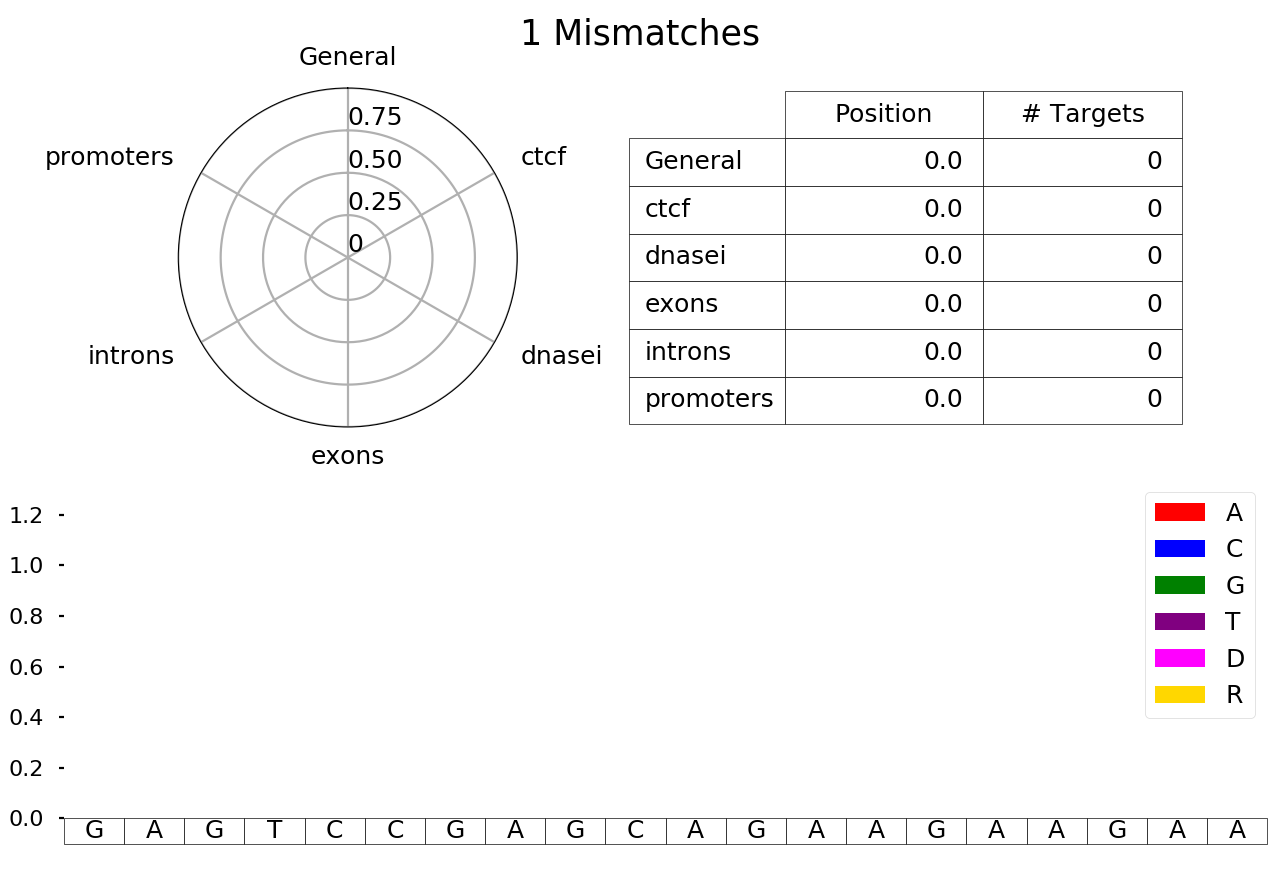 1 Mismatches
General
promoters
ctcf
introns
dnasei
exons
0.75
0.50
0.25
0
Position # Targets
General 0.0 0
ctcf 0.0 0
dnasei 0.0 0
exons 0.0 0
introns 0.0 0
promoters 0.0 0
1.2
1.0
0.8
0.6
0.4
0.2
0.0
A
C
G
T
D
R
G A G T C C G A G C A G A A G A A G A A